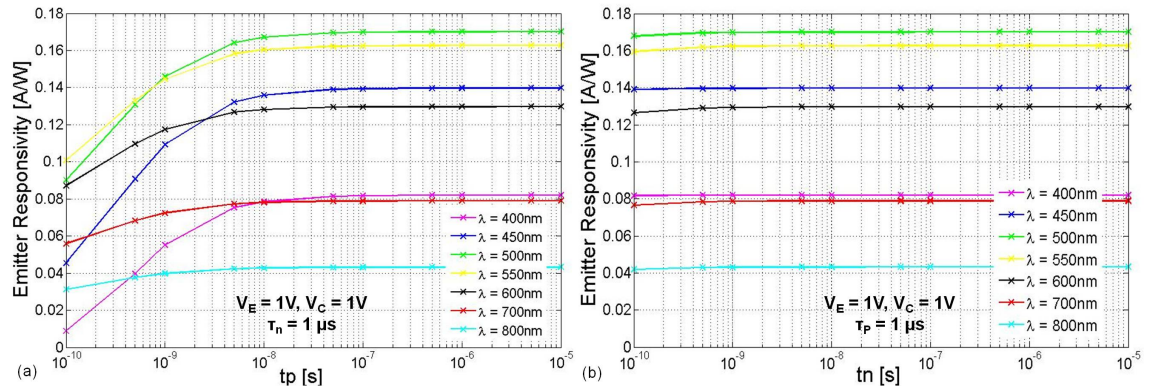 Emitter Responsivity [A/W]
0.18
0.16
0.14
0.12
0.1
0.08
0.06
0.04
0.02
0
λ = 400nm
λ = 450nm
λ = 500nm
λ = 550nm
λ = 600nm
λ = 700nm
λ = 800nm
V_E = 1V, V_C = 1V
τ_n = 1 µs
10^-10 10^-9 10^-8 10^-7 10^-6 10^-5
(a) tp [s]
Emitter Responsivity [A/W]
0.18
0.16
0.14
0.12
0.1
0.08
0.06
0.04
0.02
0
λ = 400nm
λ = 450nm
λ = 500nm
λ = 550nm
λ = 600nm
λ = 700nm
λ = 800nm
V_E = 1V, V_C = 1V
τ_P = 1 µs
10^-10 10^-9 10^-8 10^-7 10^-6 10^-5
(b) tn [s]